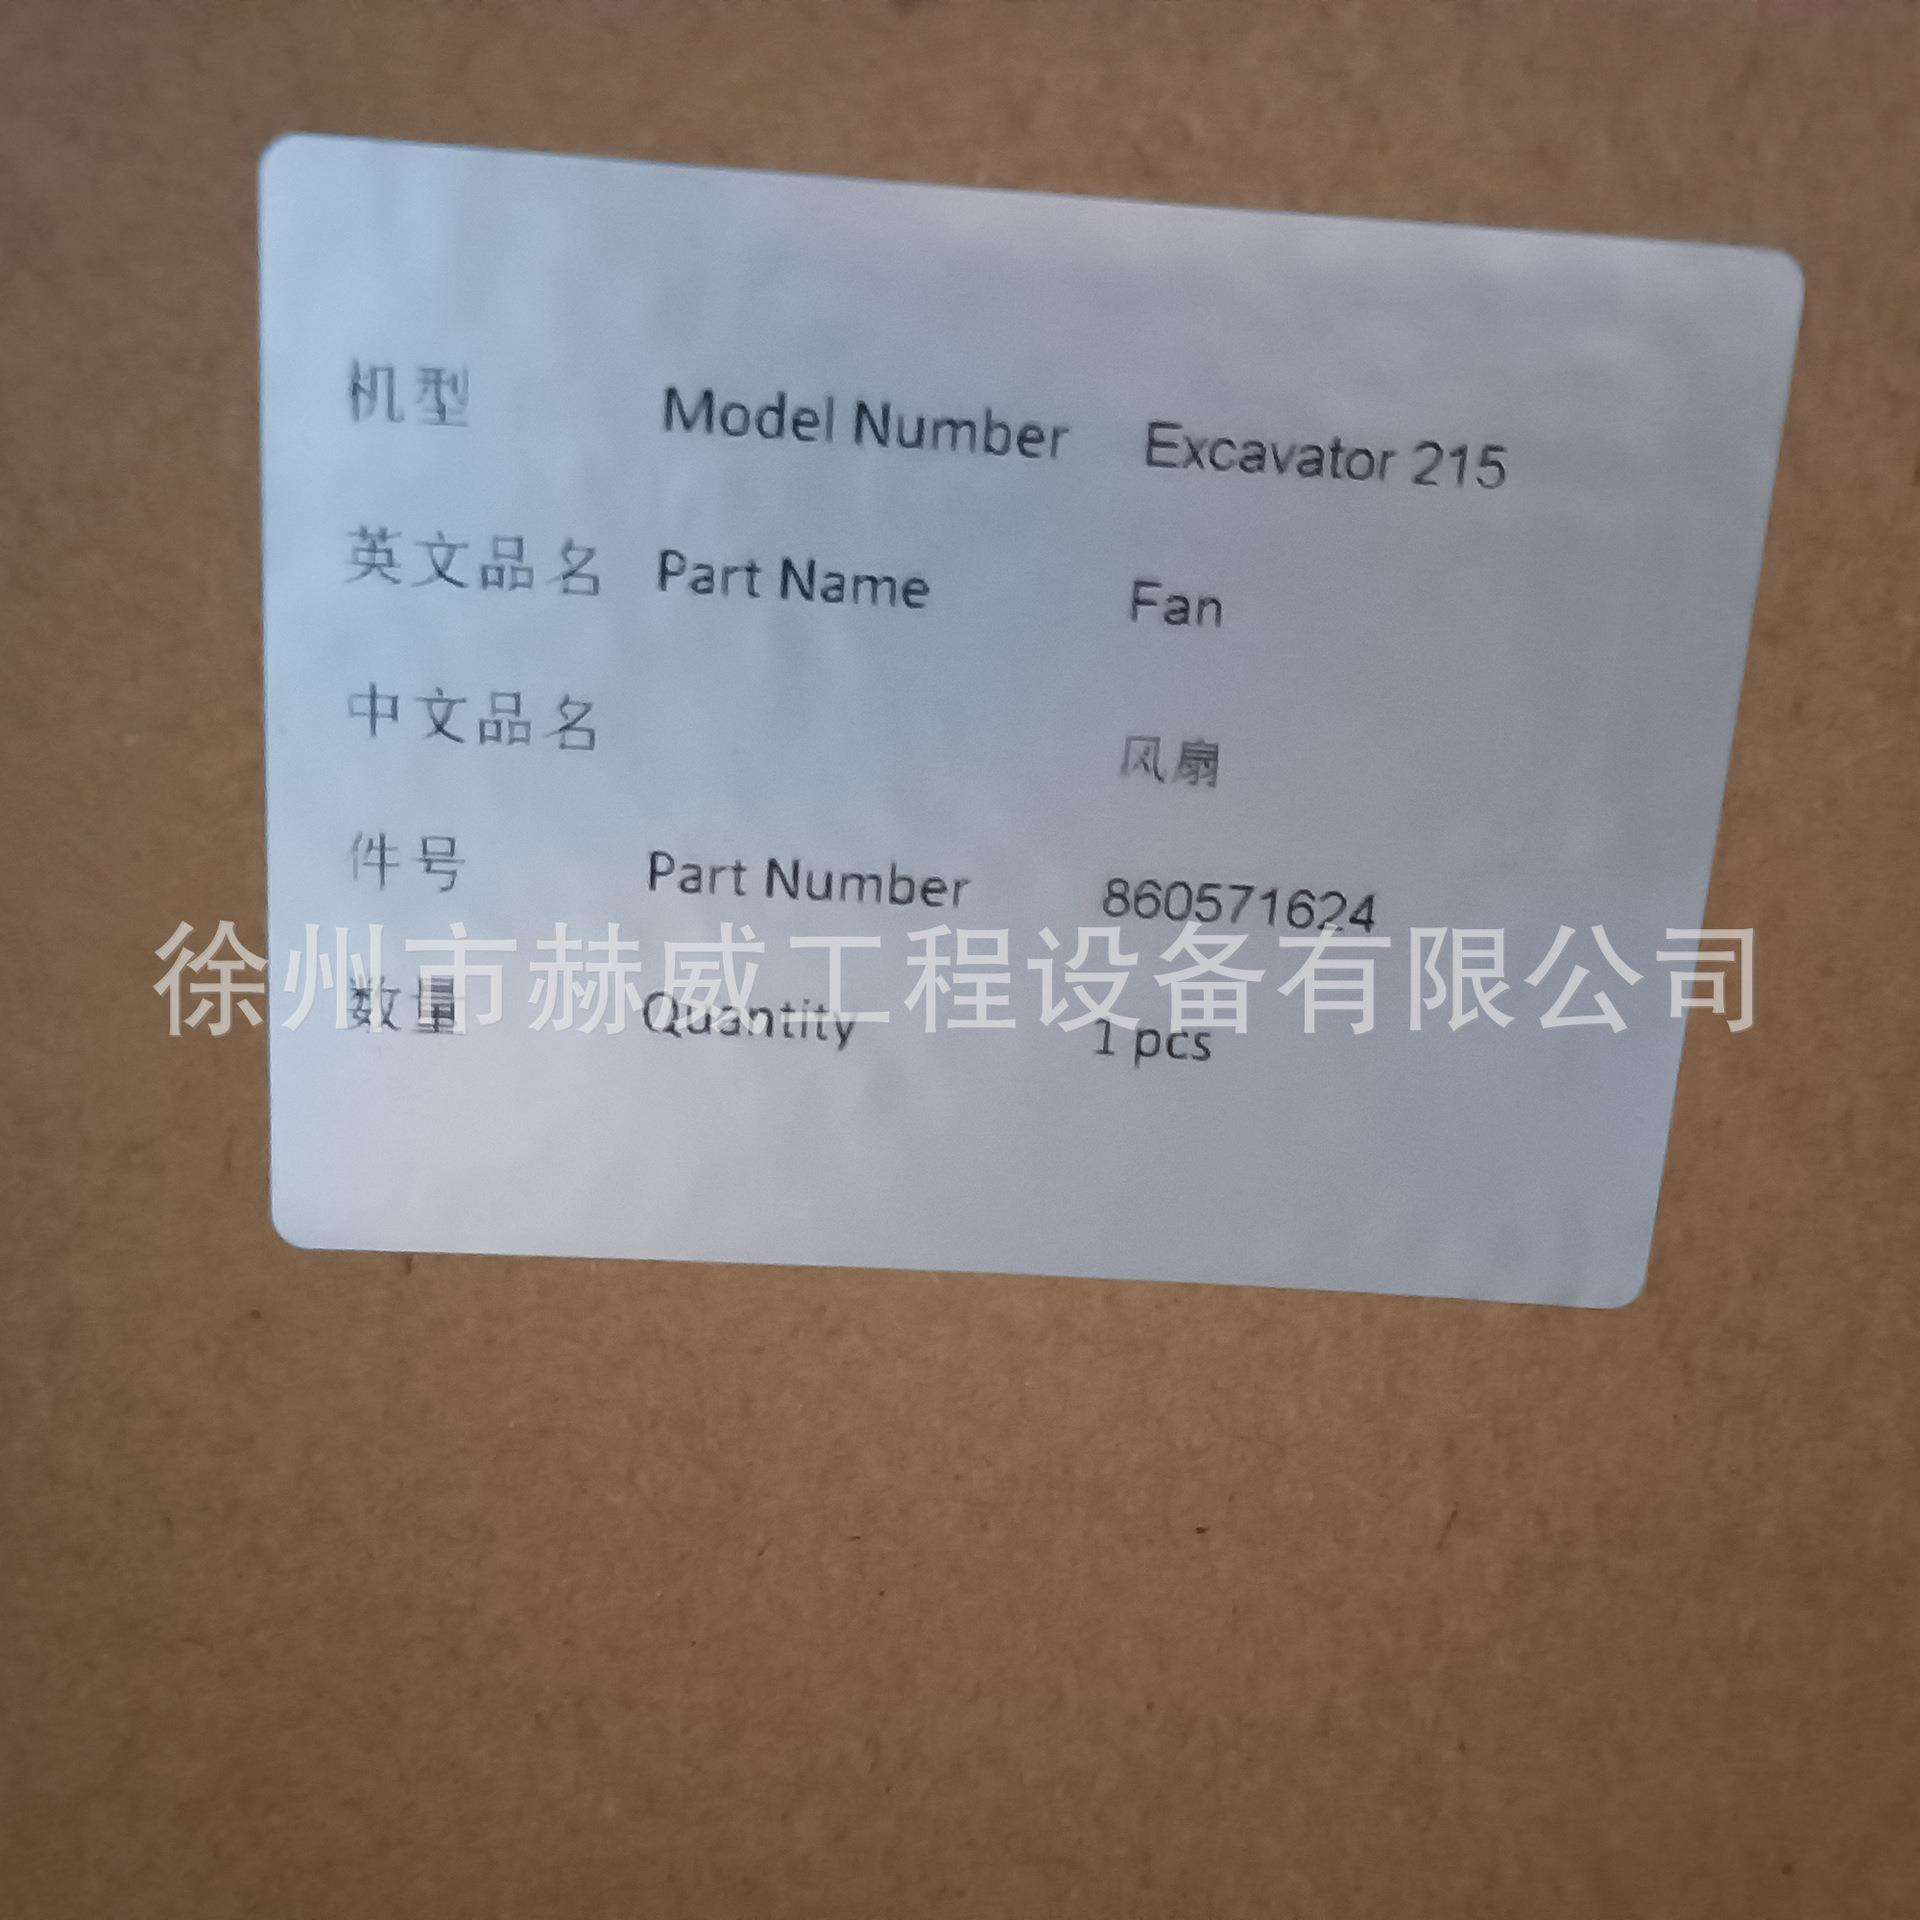 机型 Model Number Excavator 215
英文品名 Part Name Fan
中文品名 风扇
件号 Part Number 860571624
徐州市赫威工程设备有限公司
数量 Quantity 1 pcs